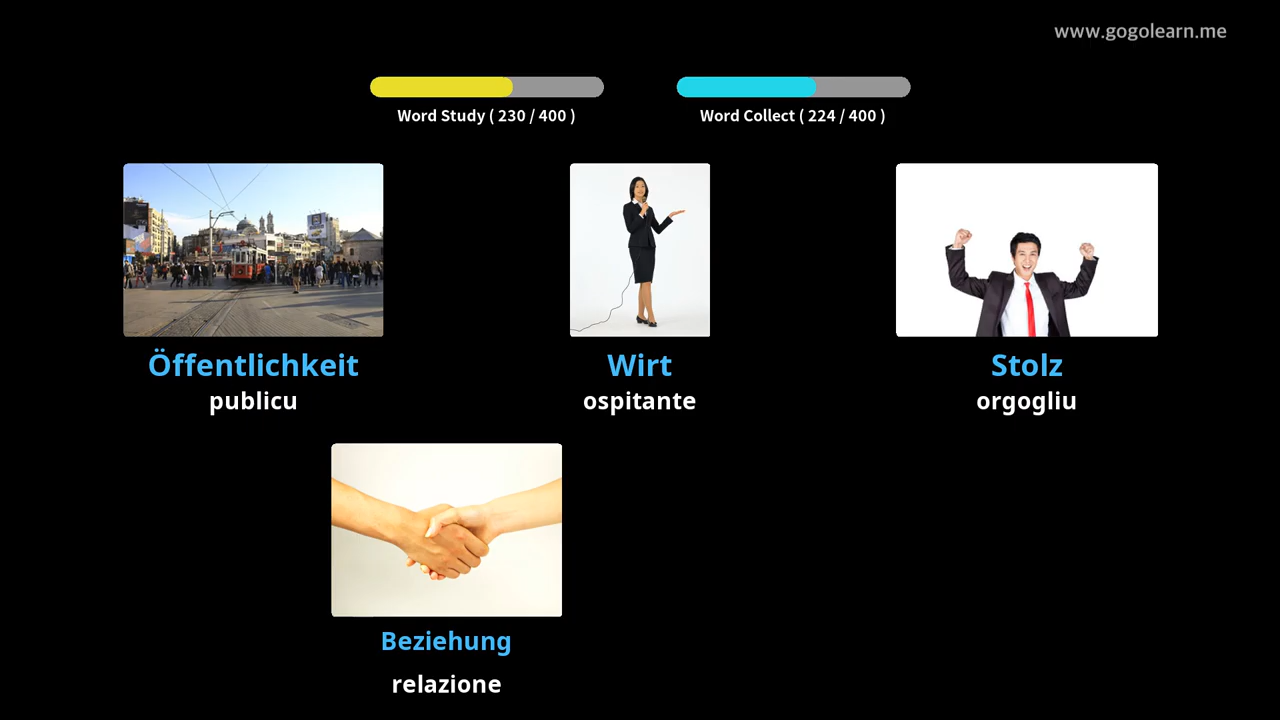 www.gogolearn.me
Word Study ( 230 / 400 )
Word Collect ( 224 / 400 )
Öffentlichkeit
publicu
Wirt
ospitante
Stolz
orgogliu
Beziehung
relazione